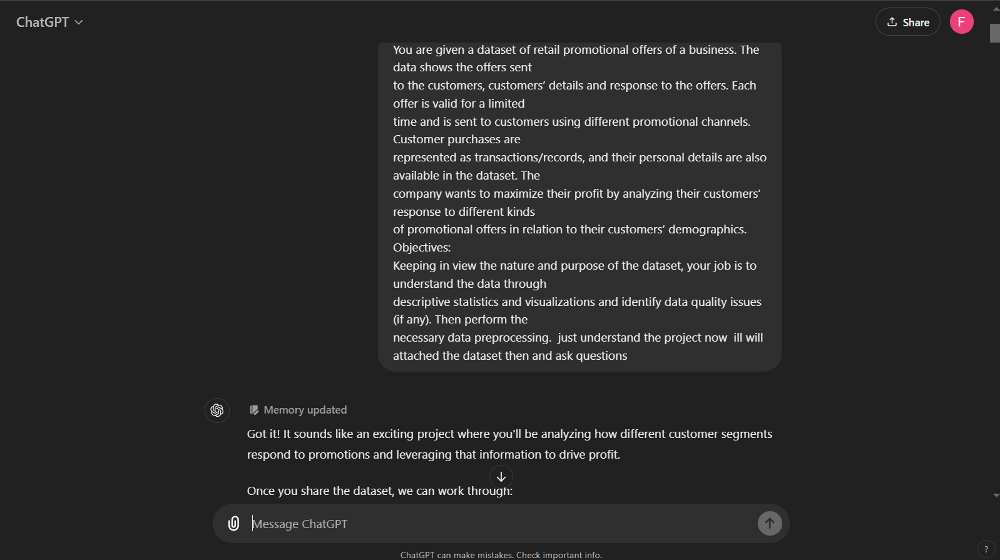 ChatGPT
Share
F
You are given a dataset of retail promotional offers of a business. The
data shows the offers sent
to the customers, customers’ details and response to the offers. Each
offer is valid for a limited
time and is sent to customers using different promotional channels.
Customer purchases are
represented as transactions/records, and their personal details are also
available in the dataset. The
company wants to maximize their profit by analyzing their customers’
response to different kinds
of promotional offers in relation to their customers’ demographics.
Objectives:
Keeping in view the nature and purpose of the dataset, your job is to
understand the data through
descriptive statistics and visualizations and identify data quality issues
(if any). Then perform the
necessary data preprocessing.  just understand the project now  ill will
attached the dataset then and ask questions
Memory updated
Got it! It sounds like an exciting project where you'll be analyzing how different customer segments
respond to promotions and leveraging that information to drive profit.
Once you share the dataset, we can work through:
Message ChatGPT
ChatGPT can make mistakes. Check important info.
?